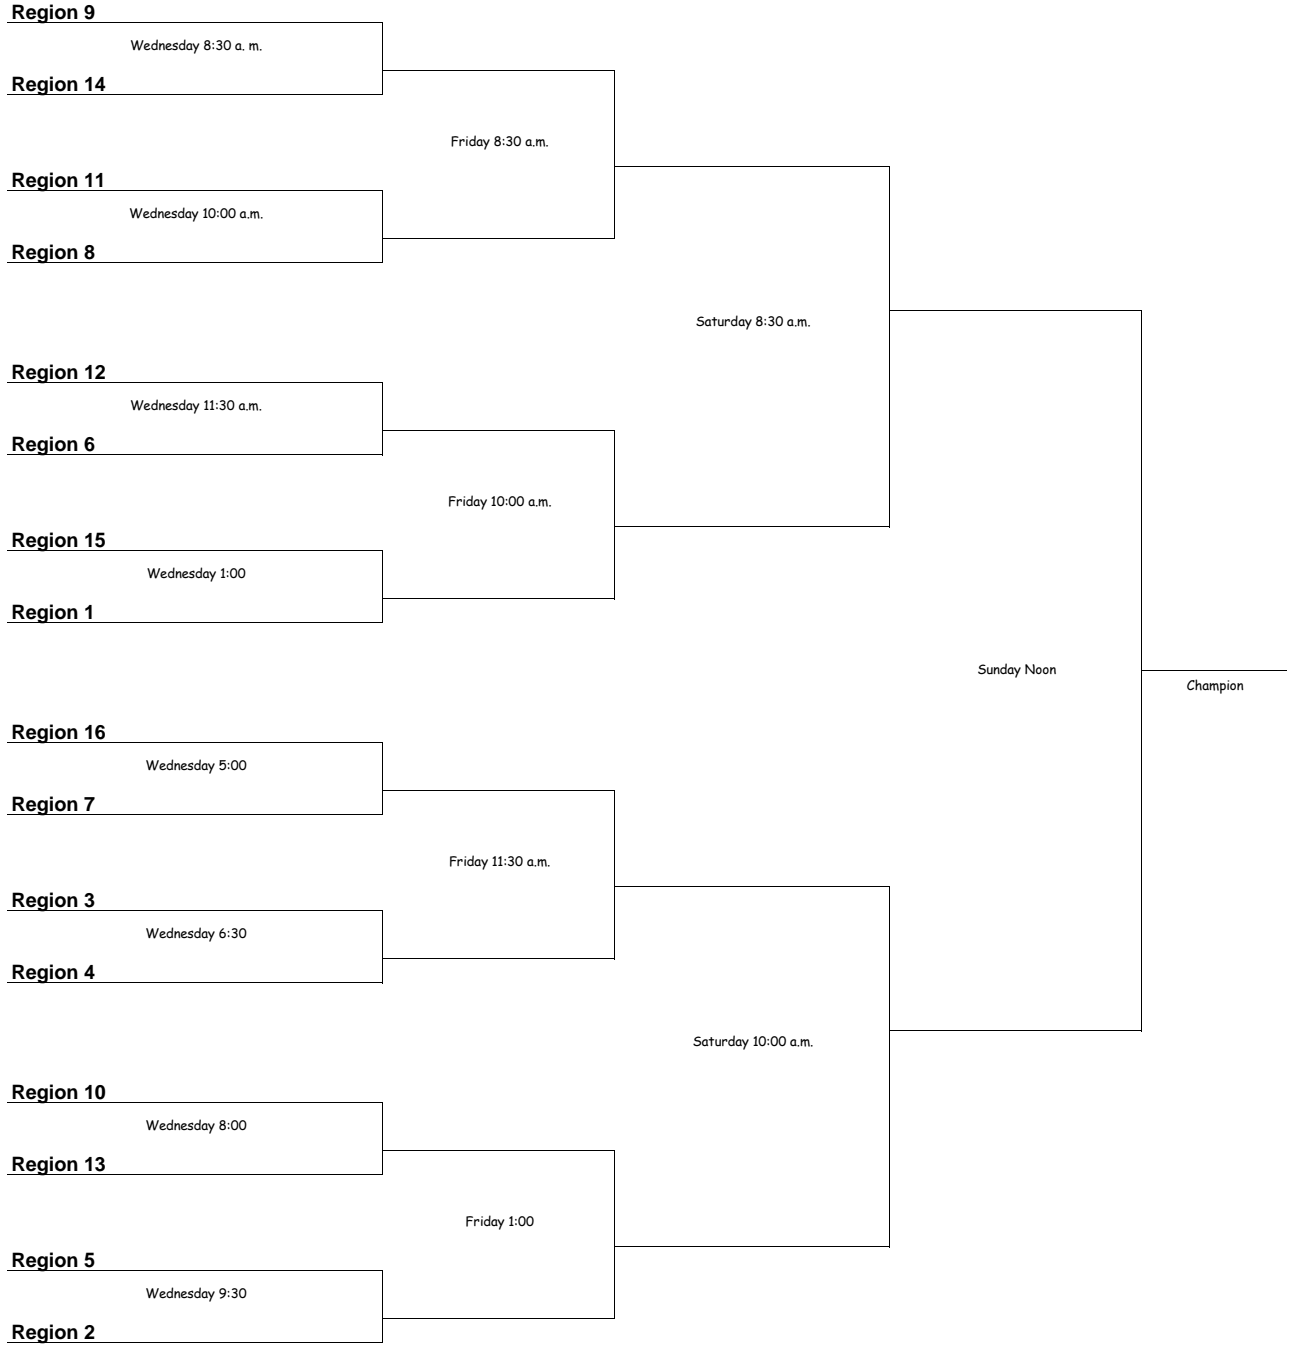 Region 9
Wednesday 8:30 a. m.
Region 14
Friday 8:30 a.m.
Region 11
Wednesday 10:00 a.m.
Region 8
Saturday 8:30 a.m.
Region 12
Wednesday 11:30 a.m.
Region 6
Friday 10:00 a.m.
Region 15
Wednesday 1:00
Region 1
Sunday Noon
Champion
Region 16
Wednesday 5:00
Region 7
Friday 11:30 a.m.
Region 3
Wednesday 6:30
Region 4
Saturday 10:00 a.m.
Region 10
Wednesday 8:00
Region 13
Friday 1:00
Region 5
Wednesday 9:30
Region 2